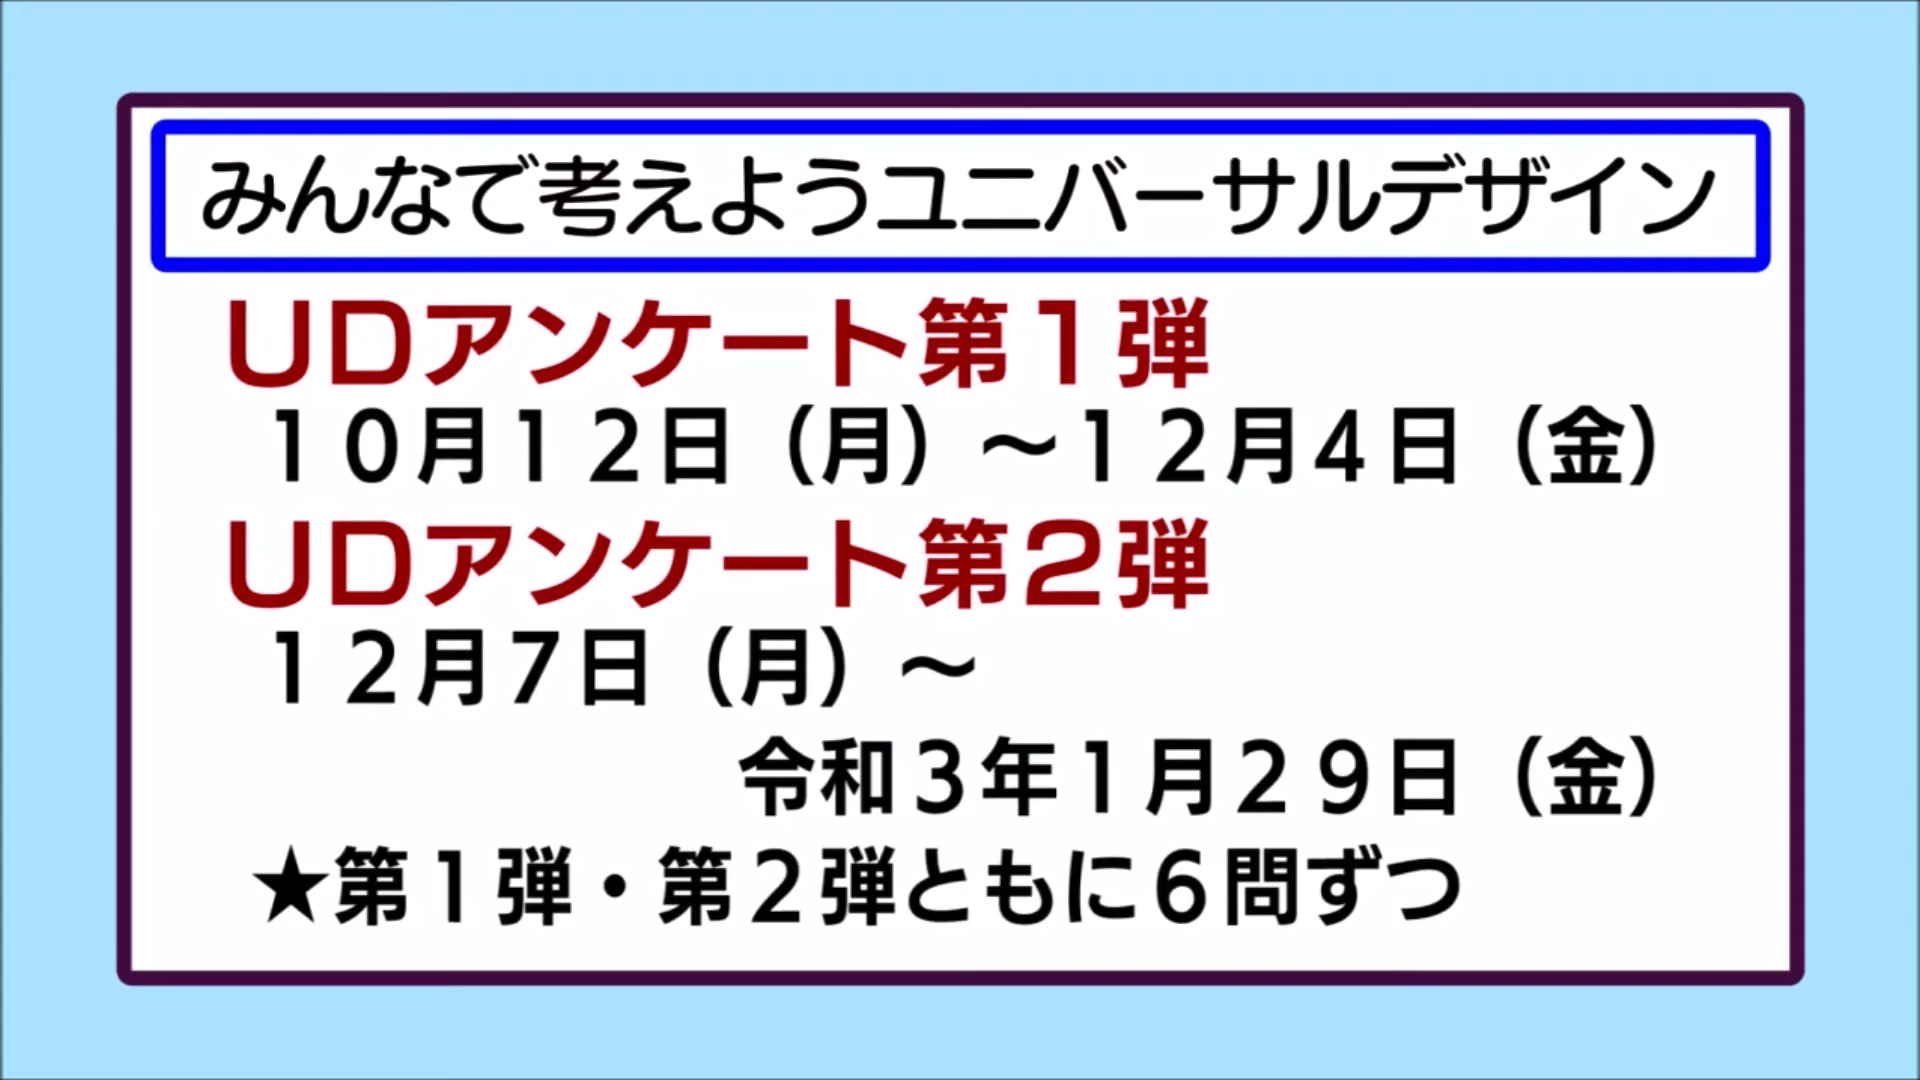 みんなで考えようユニバーサルデザイン
ＵＤアンケート第１弾
１０月１２日（月）～１２月４日（金）
ＵＤアンケート第２弾
１２月７日（月）～
令和３年１月２９日（金）
★第１弾・第２弾ともに６問ずつ